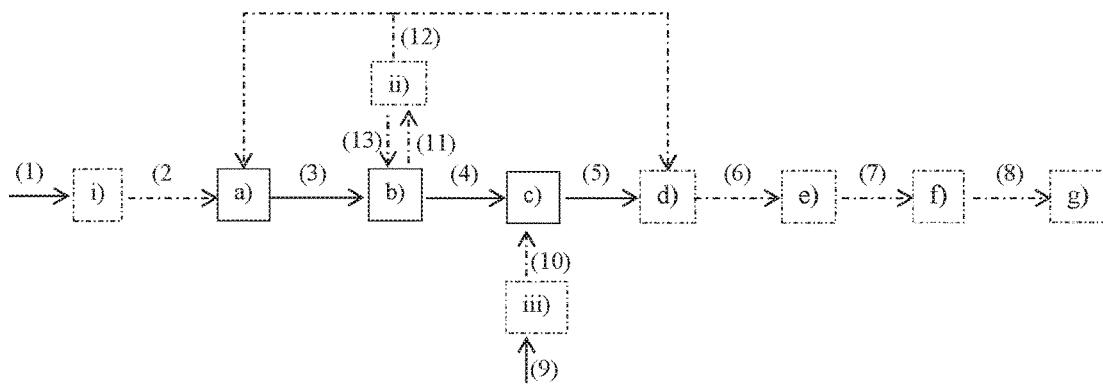 (12)
ii)
(13) (11)
(1) (2) (3) (4) (5) (6) (7) (8)
i) a) b) c) d) e) f) g)
(10)
iii)
(9)